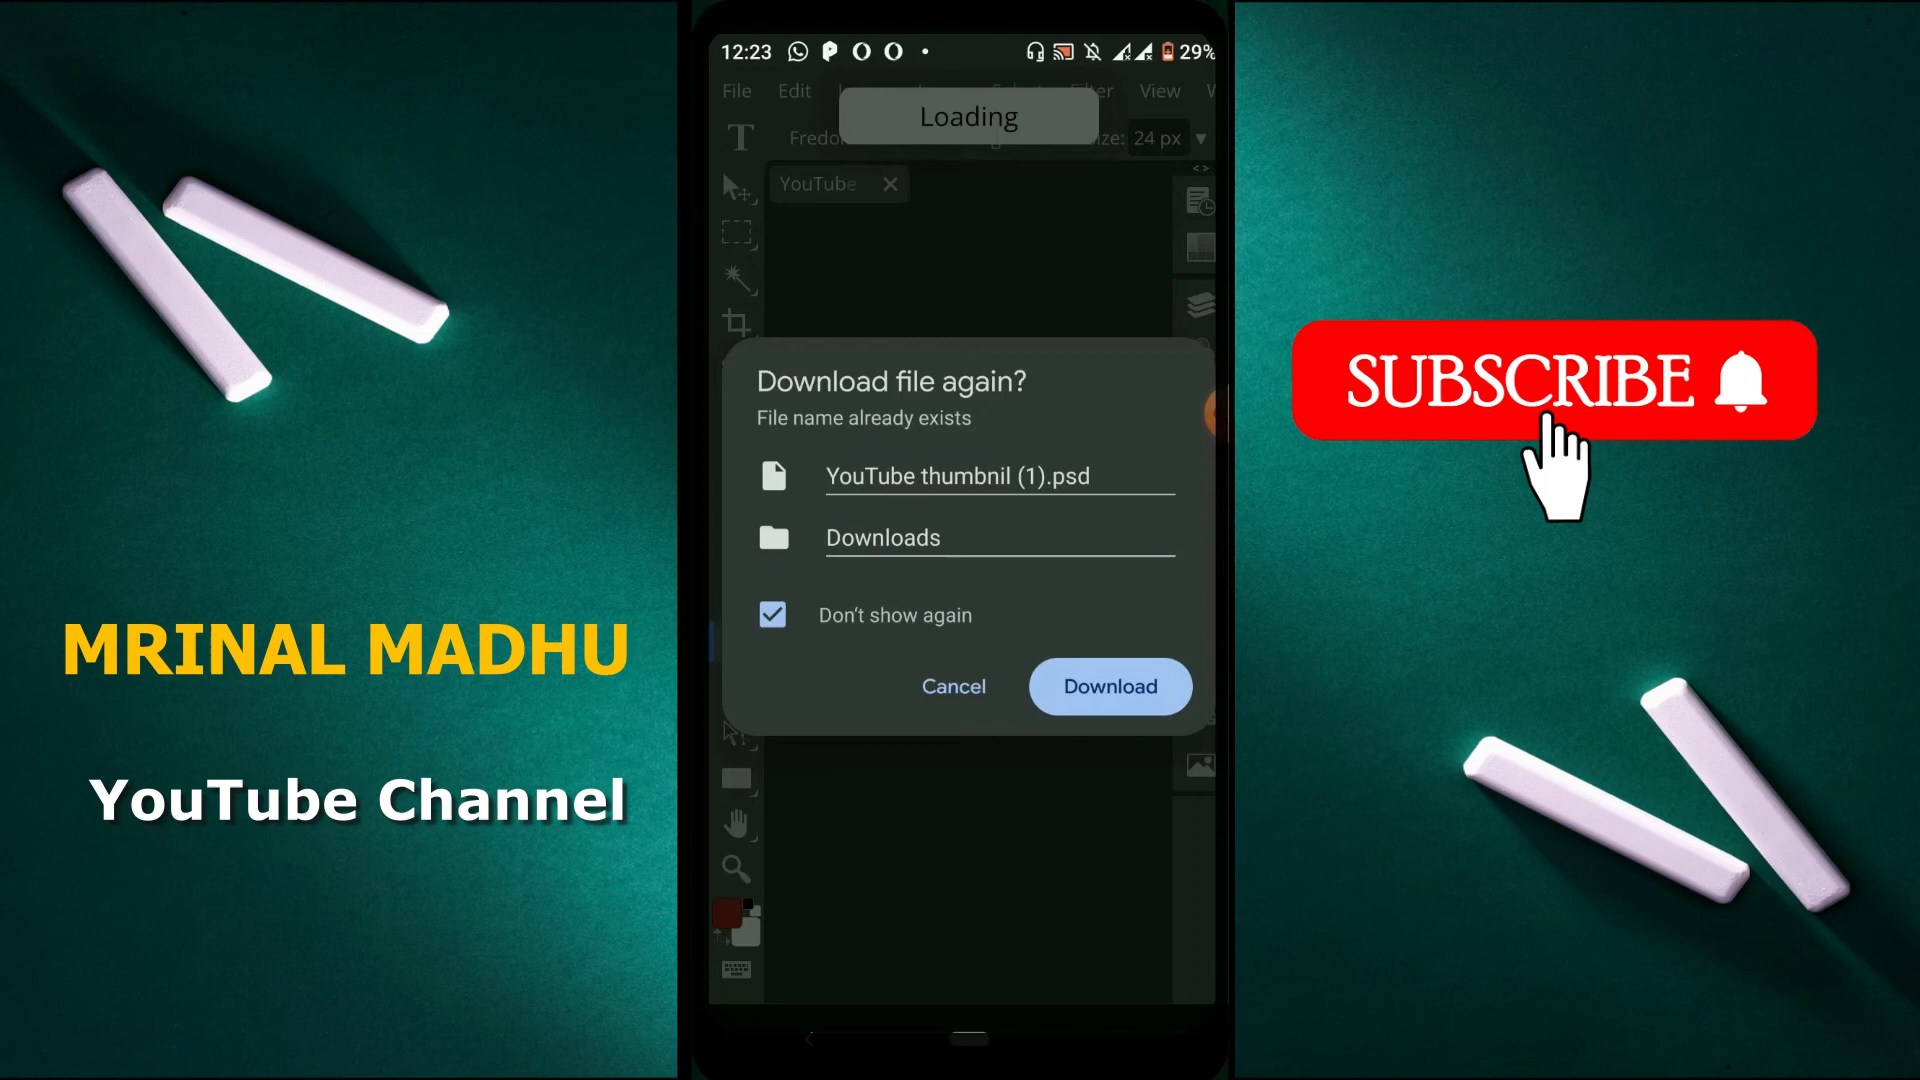 12:23
29%
File Edit
View
Loading
T
24 px
YouTube
Download file again?
File name already exists
YouTube thumbnil (1).psd
Downloads
Don't show again
Cancel Download
MRINAL MADHU
YouTube Channel
SUBSCRIBE